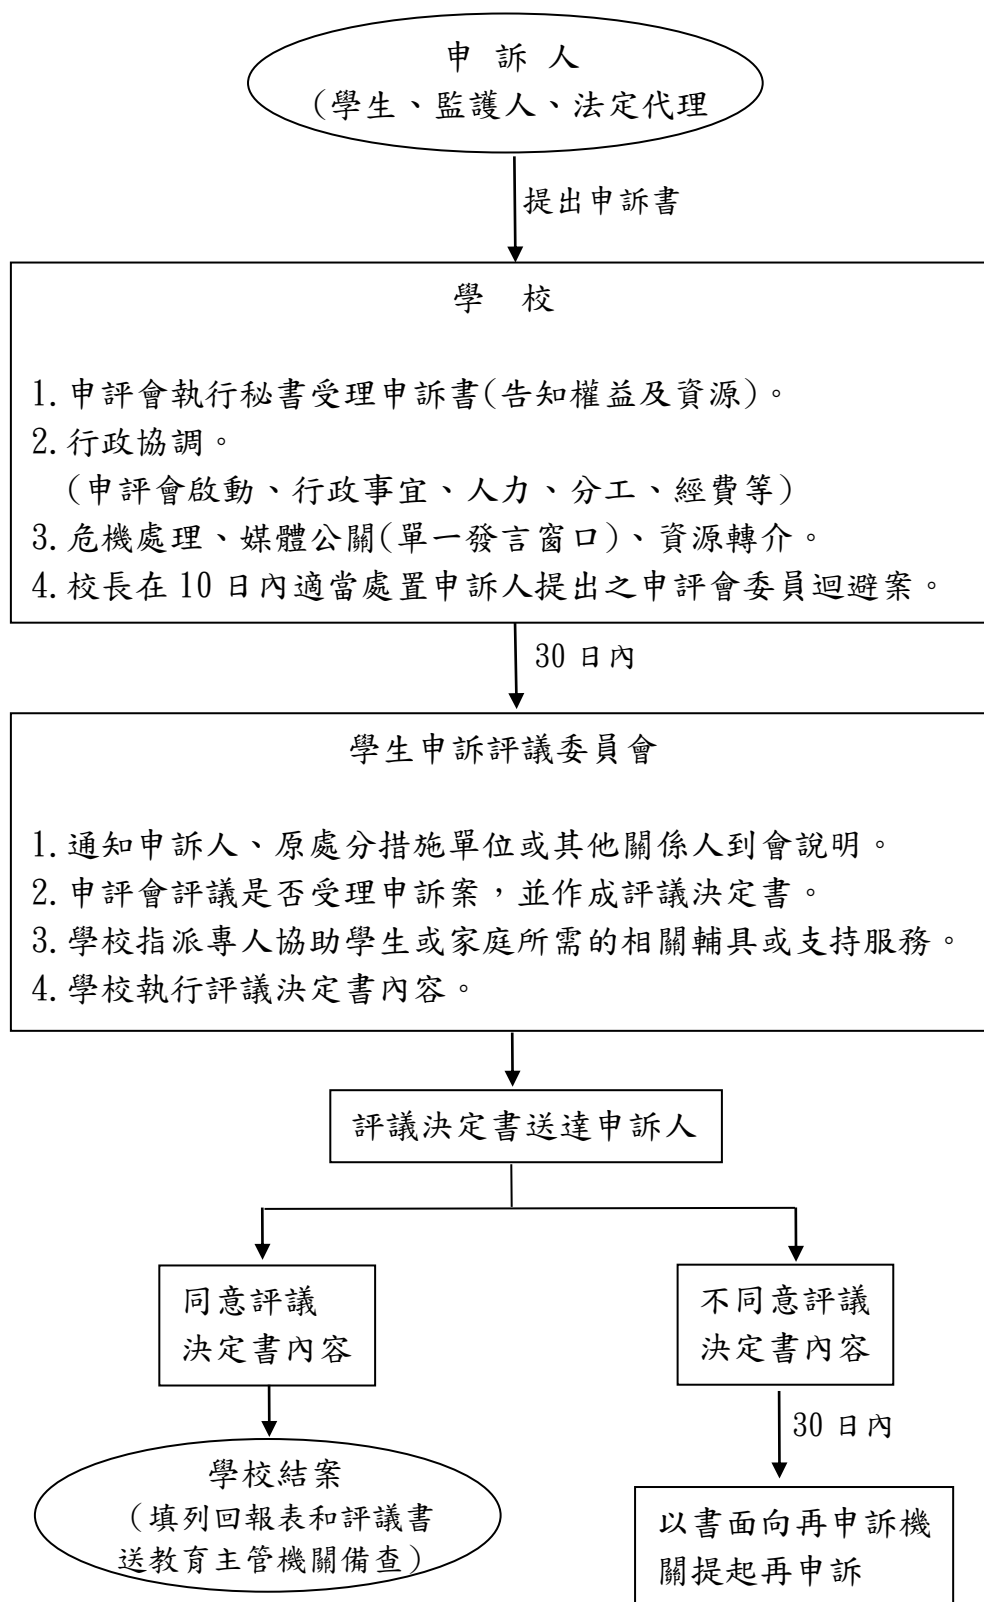 申 訴 人
(學生、監護人、法定代理
提出申訴書
學　校
1.申評會執行秘書受理申訴書(告知權益及資源)。
2.行政協調。
(申評會啟動、行政事宜、人力、分工、經費等)
3.危機處理、媒體公關(單一發言窗口)、資源轉介。
4.校長在 10 日內適當處置申訴人提出之申評會委員迴避案。
30 日內
學生申訴評議委員會
1.通知申訴人、原處分措施單位或其他關係人到會說明。
2.申評會評議是否受理申訴案，並作成評議決定書。
3.學校指派專人協助學生或家庭所需的相關輔具或支持服務。
4.學校執行評議決定書內容。
評議決定書送達申訴人
同意評議
決定書內容
不同意評議
決定書內容
30 日內
學校結案
（填列回報表和評議書
送教育主管機關備查）
以書面向再申訴機
關提起再申訴